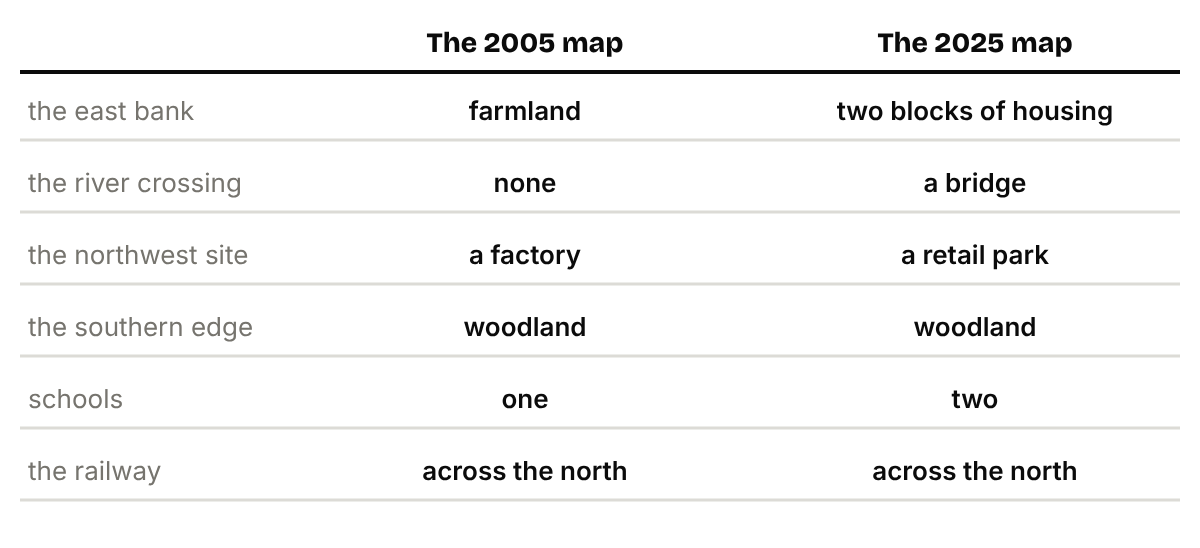 The 2005 map The 2025 map
the east bank farmland two blocks of housing
the river crossing none a bridge
the northwest site a factory a retail park
the southern edge woodland woodland
schools one two
the railway across the north across the north